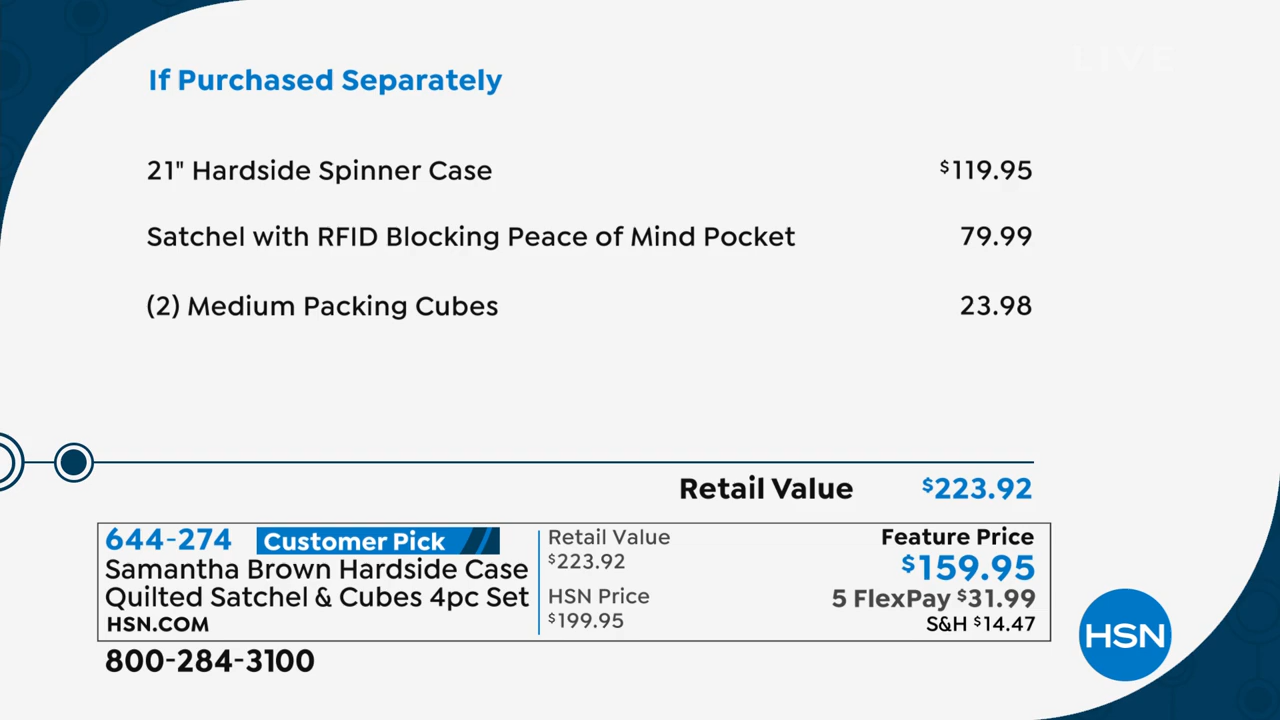 LIVE
If Purchased Separately
21" Hardside Spinner Case $119.95
Satchel with RFID Blocking Peace of Mind Pocket 79.99
(2) Medium Packing Cubes 23.98
Retail Value $223.92
644-274 Customer Pick
Samantha Brown Hardside Case
Quilted Satchel & Cubes 4pc Set
HSN.COM
Retail Value
$223.92
HSN Price
$199.95
Feature Price
$159.95
5 FlexPay $31.99
S&H $14.47
HSN
800-284-3100